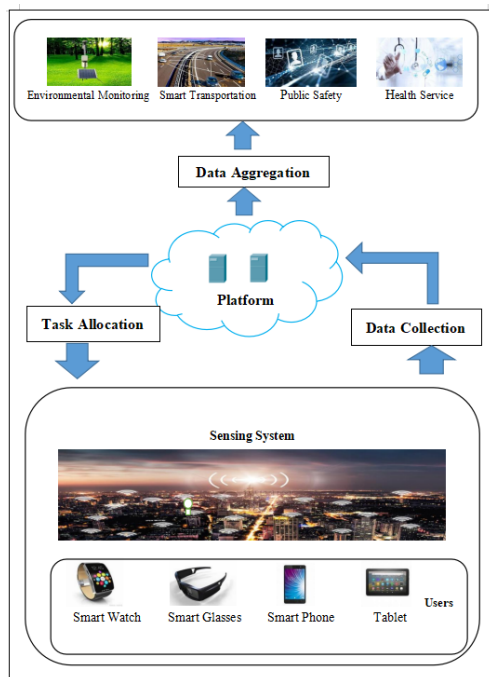 Environmental Monitoring
Smart Transportation
Public Safety
Health Service
Data Aggregation
Platform
Task Allocation
Data Collection
Sensing System
Smart Watch
Smart Glasses
Smart Phone
Tablet
Users